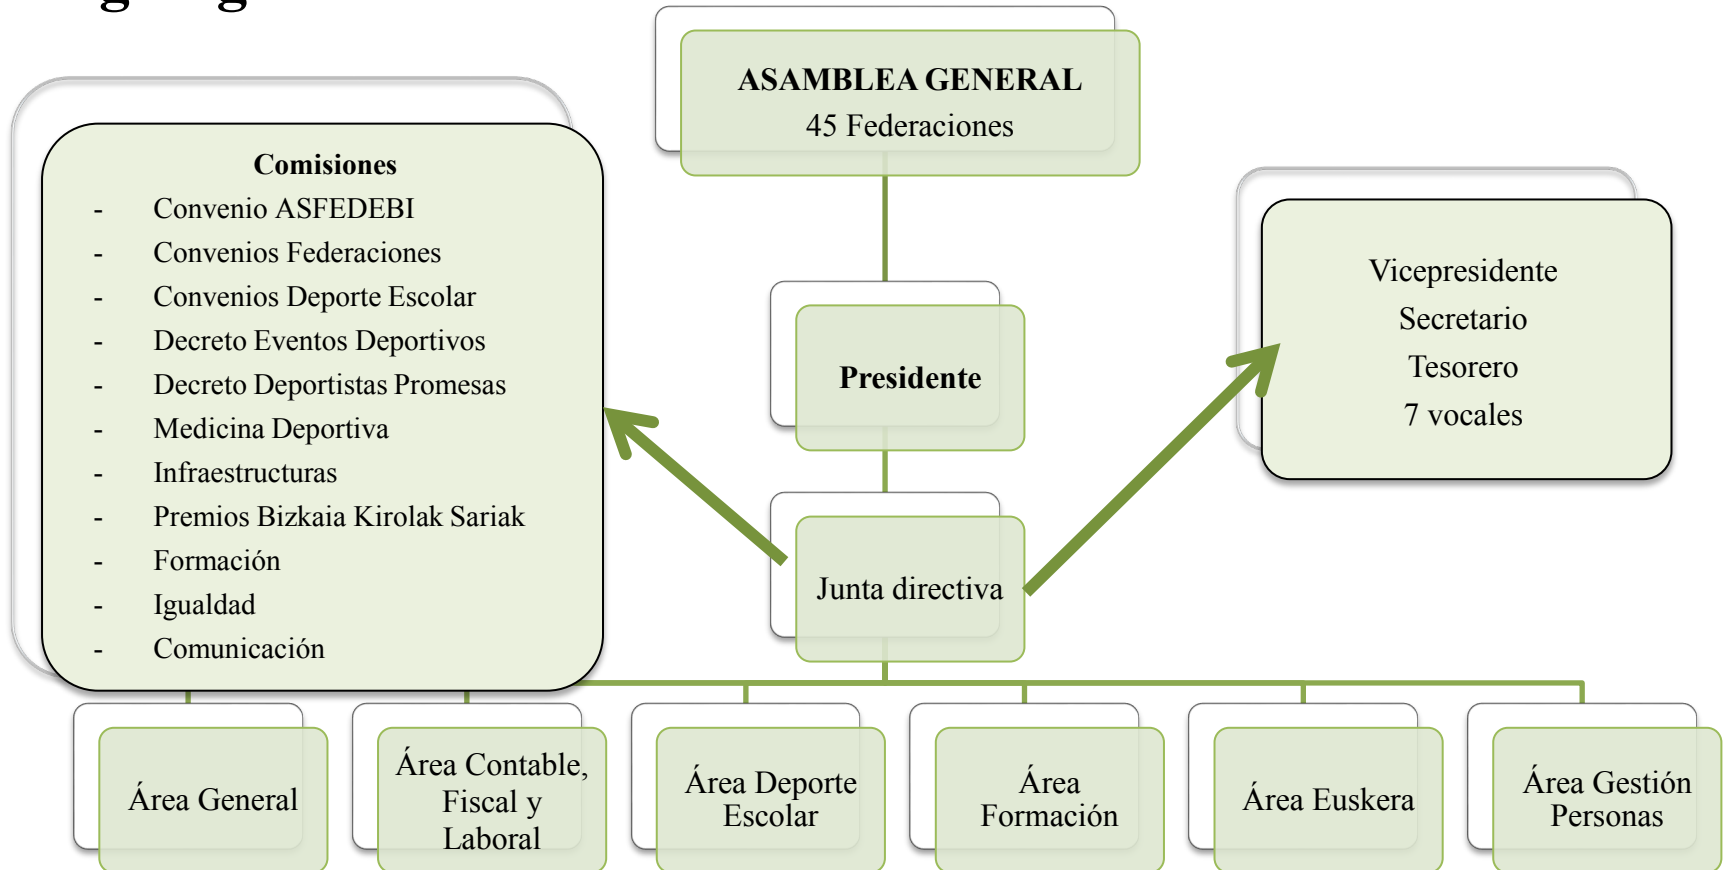 ASAMBLEA GENERAL
45 Federaciones
Comisiones
- Convenio ASFEDEBI
- Convenios Federaciones
- Convenios Deporte Escolar
- Decreto Eventos Deportivos
- Decreto Deportistas Promesas
- Medicina Deportiva
- Infraestructuras
- Premios Bizkaia Kirolak Sariak
- Formación
- Igualdad
- Comunicación
Presidente
Vicepresidente
Secretario
Tesorero
7 vocales
Junta directiva
Área General
Área Contable,
Fiscal y
Laboral
Área Deporte
Escolar
Área
Formación
Área Euskera
Área Gestión
Personas